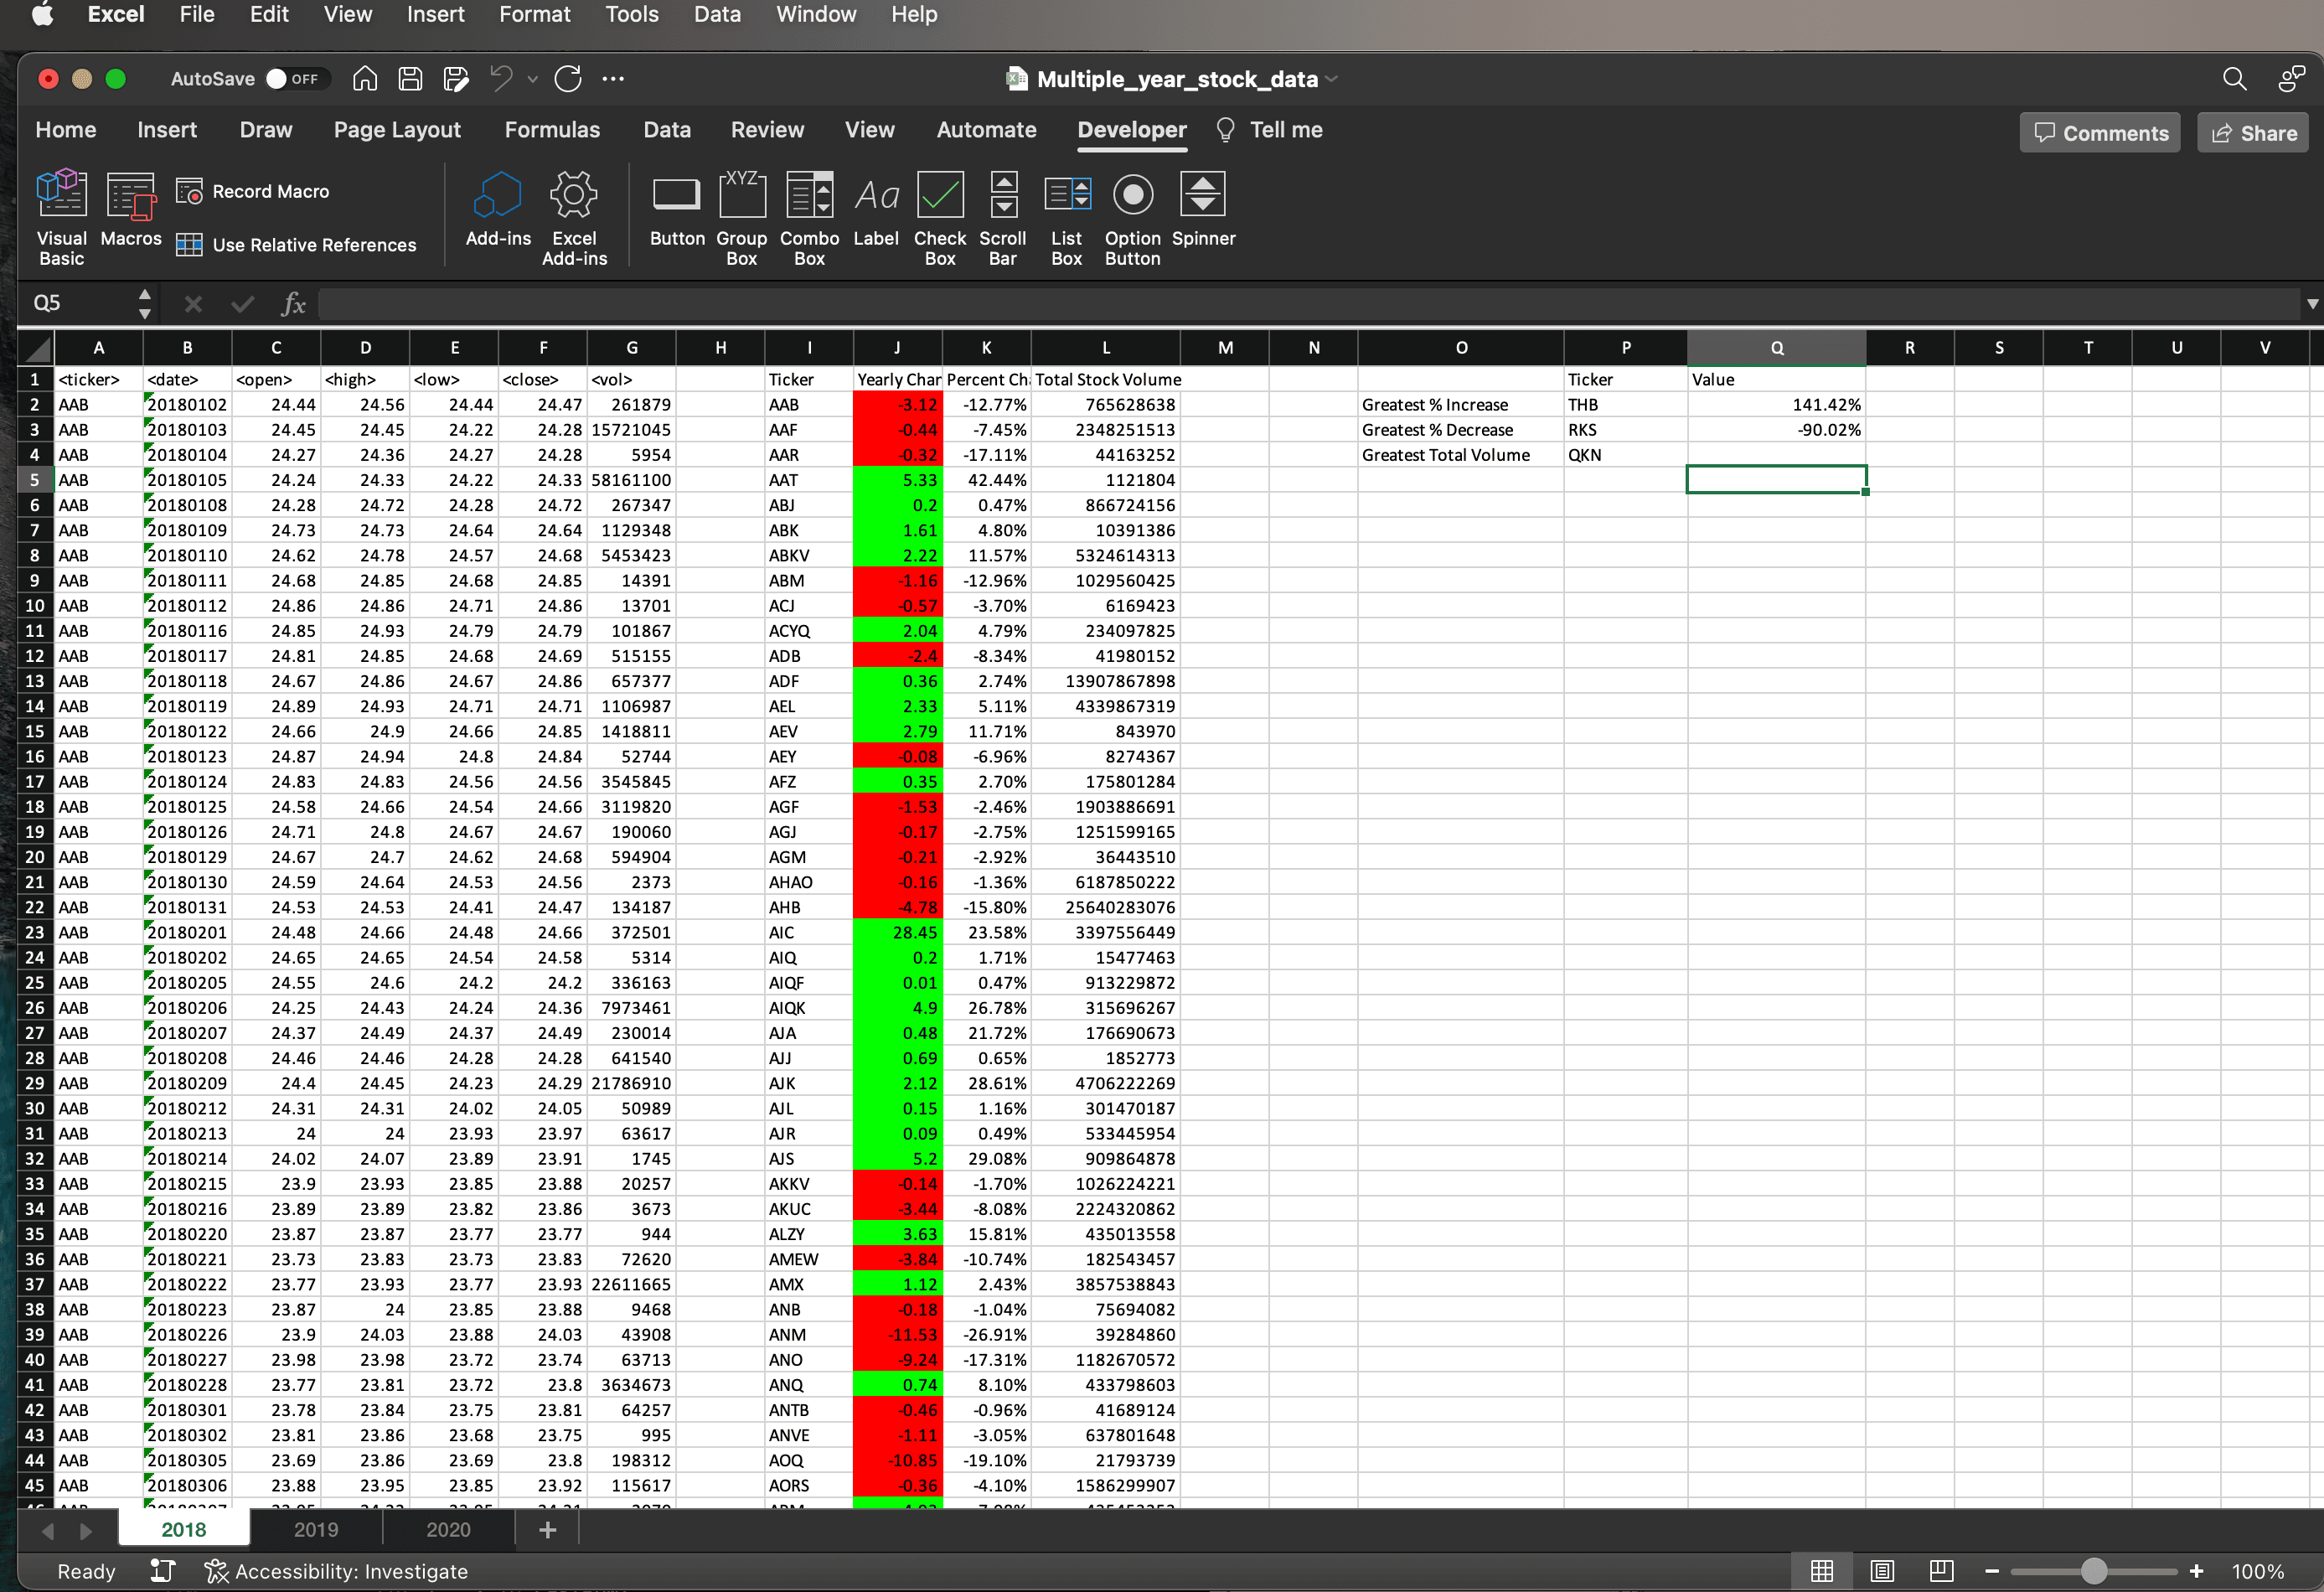 Excel File Edit View Insert Format Tools Data Window Help
AutoSave OFF Multiple_year_stock_data
Home Insert Draw Page Layout Formulas Data Review View Automate Developer Tell me Comments Share
Visual Basic Macros Record Macro Use Relative References Add-ins Excel Add-ins Button Group Box Combo Box Label Check Box Scroll Bar List Box Option Button Spinner
XYZ Aa
Q5 fx
A B C D E F G H I J K L M N O P Q R S T U V
1 <ticker> <date> <open> <high> <low> <close> <vol> Ticker Yearly Char Percent Ch Total Stock Volume Ticker Value
2 AAB 20180102 24.44 24.56 24.44 24.47 261879 AAB -3.12 -12.77% 765628638 Greatest % Increase THB 141.42%
3 AAB 20180103 24.45 24.45 24.22 24.28 15721045 AAF -0.44 -7.45% 2348251513 Greatest % Decrease RKS -90.02%
4 AAB 20180104 24.27 24.36 24.27 24.28 5954 AAR -0.32 -17.11% 44163252 Greatest Total Volume QKN
5 AAB 20180105 24.24 24.33 24.22 24.33 58161100 AAT 5.33 42.44% 1121804
6 AAB 20180108 24.28 24.72 24.28 24.72 267347 ABJ 0.2 0.47% 866724156
7 AAB 20180109 24.73 24.73 24.64 24.64 1129348 ABK 1.61 4.80% 10391386
8 AAB 20180110 24.62 24.78 24.57 24.68 5453423 ABKV 2.22 11.57% 5324614313
9 AAB 20180111 24.68 24.85 24.68 24.85 14391 ABM -1.16 -12.96% 1029560425
10 AAB 20180112 24.86 24.86 24.71 24.86 13701 ACJ -0.57 -3.70% 6169423
11 AAB 20180116 24.85 24.93 24.79 24.79 101867 ACYQ 2.04 4.79% 234097825
12 AAB 20180117 24.81 24.85 24.68 24.69 515155 ADB -2.4 -8.34% 41980152
13 AAB 20180118 24.67 24.86 24.67 24.86 657377 ADF 0.36 2.74% 13907867898
14 AAB 20180119 24.89 24.93 24.71 24.71 1106987 AEL 2.33 5.11% 4339867319
15 AAB 20180122 24.66 24.9 24.66 24.85 1418811 AEV 2.79 11.71% 843970
16 AAB 20180123 24.87 24.94 24.8 24.84 52744 AEY -0.08 -6.96% 8274367
17 AAB 20180124 24.83 24.83 24.56 24.56 3545845 AFZ 0.35 2.70% 175801284
18 AAB 20180125 24.58 24.66 24.54 24.66 3119820 AGF -1.53 -2.46% 1903886691
19 AAB 20180126 24.71 24.8 24.67 24.67 190060 AGJ -0.17 -2.75% 1251599165
20 AAB 20180129 24.67 24.7 24.62 24.68 594904 AGM -0.21 -2.92% 36443510
21 AAB 20180130 24.59 24.64 24.53 24.56 2373 AHAO -0.16 -1.36% 6187850222
22 AAB 20180131 24.53 24.53 24.41 24.47 134187 AHB -4.78 -15.80% 25640283076
23 AAB 20180201 24.48 24.66 24.48 24.66 372501 AIC 28.45 23.58% 3397556449
24 AAB 20180202 24.65 24.65 24.54 24.58 5314 AIQ 0.2 1.71% 15477463
25 AAB 20180205 24.55 24.6 24.2 24.2 336163 AIQF 0.01 0.47% 913229872
26 AAB 20180206 24.25 24.43 24.24 24.36 7973461 AIQK 4.9 26.78% 315696267
27 AAB 20180207 24.37 24.49 24.37 24.49 230014 AJA 0.48 21.72% 176690673
28 AAB 20180208 24.46 24.46 24.28 24.28 641540 AJJ 0.69 0.65% 1852773
29 AAB 20180209 24.4 24.45 24.23 24.29 21786910 AJK 2.12 28.61% 4706222269
30 AAB 20180212 24.31 24.31 24.02 24.05 50989 AJL 0.15 1.16% 301470187
31 AAB 20180213 24 24 23.93 23.97 63617 AJR 0.09 0.49% 533445954
32 AAB 20180214 24.02 24.07 23.89 23.91 1745 AJS 5.2 29.08% 909864878
33 AAB 20180215 23.9 23.93 23.85 23.88 20257 AKKV -0.14 -1.70% 1026224221
34 AAB 20180216 23.89 23.89 23.82 23.86 3673 AKUC -3.44 -8.08% 2224320862
35 AAB 20180220 23.87 23.87 23.77 23.77 944 ALZY 3.63 15.81% 435013558
36 AAB 20180221 23.73 23.83 23.73 23.83 72620 AMEW -3.84 -10.74% 182543457
37 AAB 20180222 23.77 23.93 23.77 23.93 22611665 AMX 1.12 2.43% 3857538843
38 AAB 20180223 23.87 24 23.85 23.88 9468 ANB -0.18 -1.04% 75694082
39 AAB 20180226 23.9 24.03 23.88 24.03 43908 ANM -11.53 -26.91% 39284860
40 AAB 20180227 23.98 23.98 23.72 23.74 63713 ANO -9.24 -17.31% 1182670572
41 AAB 20180228 23.77 23.81 23.72 23.8 3634673 ANQ 0.74 8.10% 433798603
42 AAB 20180301 23.78 23.84 23.75 23.81 64257 ANTB -0.46 -0.96% 41689124
43 AAB 20180302 23.81 23.86 23.68 23.75 995 ANVE -1.11 -3.05% 637801648
44 AAB 20180305 23.69 23.86 23.69 23.8 198312 AOQ -10.85 -19.10% 21793739
45 AAB 20180306 23.88 23.95 23.85 23.92 115617 AORS -0.36 -4.10% 1586299907
2018 2019 2020
Ready Accessibility: Investigate 100%